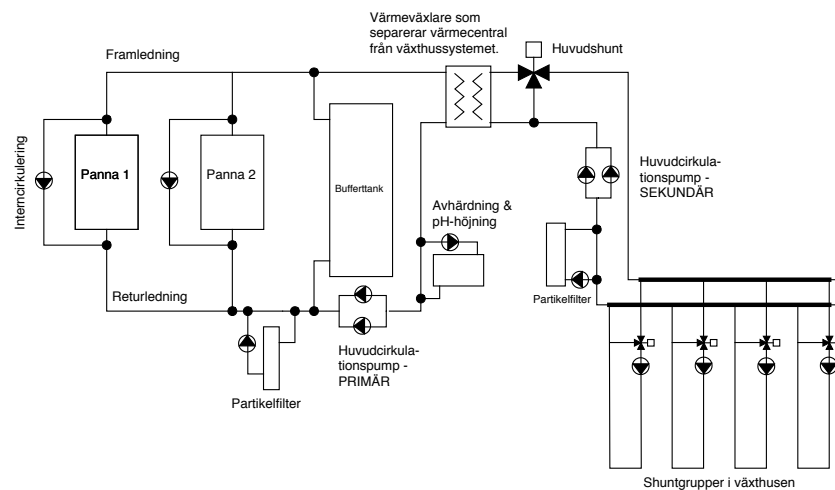 Värmeväxlare som
separerar värmecentral
från växthussystemet.
Huvudshunt
Framledning
Interncirkulering
Panna 1
Panna 2
Bufferttank
Huvudcirkula-
tionspump -
SEKUNDÄR
Avhärdning &
pH-höjning
Returledning
Partikelfilter
Huvudcirkula-
tionspump -
PRIMÄR
Partikelfilter
Shuntgrupper i växthusen